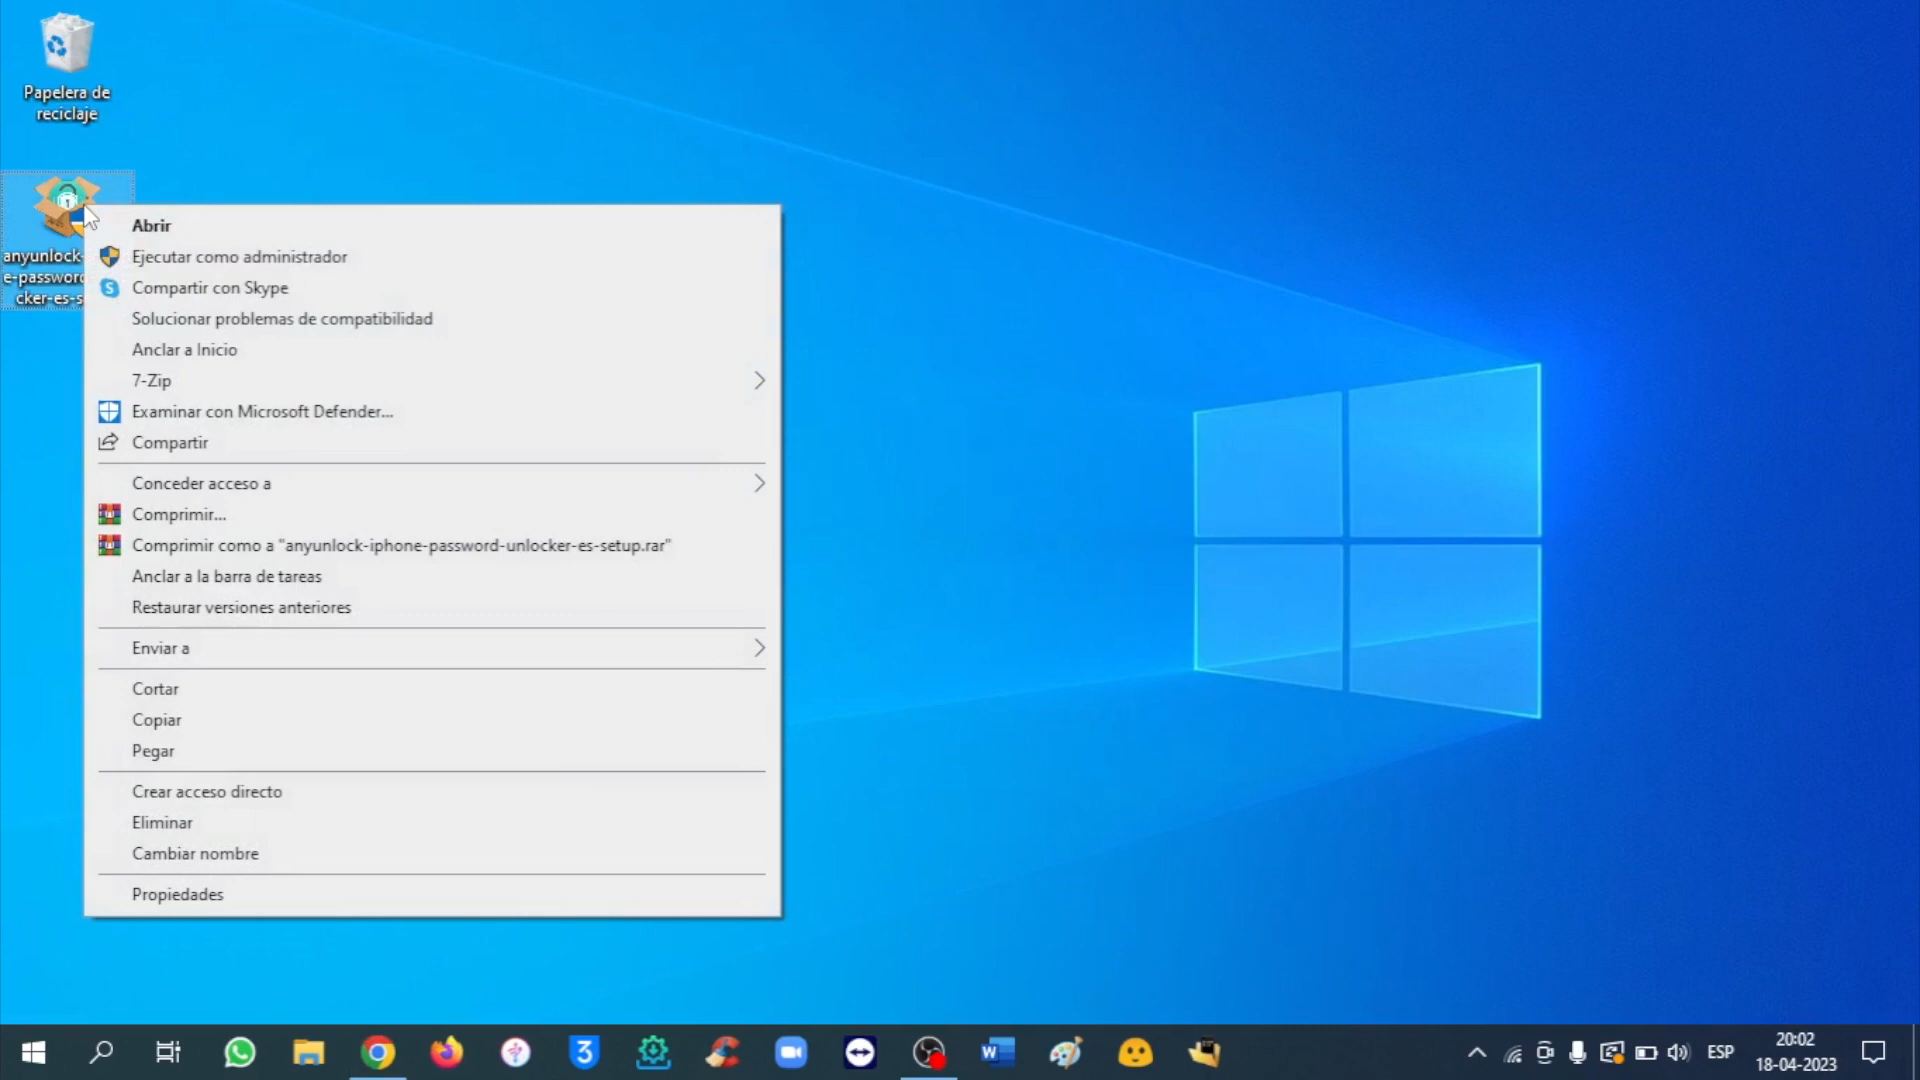 Papelera de
reciclaje
anyunlock-
e-password
cker-es-s
Abrir
Ejecutar como administrador
Compartir con Skype
Solucionar problemas de compatibilidad
Anclar a Inicio
7-Zip
Examinar con Microsoft Defender...
Compartir
Conceder acceso a
Comprimir...
Comprimir como a "anyunlock-iphone-password-unlocker-es-setup.rar"
Anclar a la barra de tareas
Restaurar versiones anteriores
Enviar a
Cortar
Copiar
Pegar
Crear acceso directo
Eliminar
Cambiar nombre
Propiedades
ESP
20:02
18-04-2023